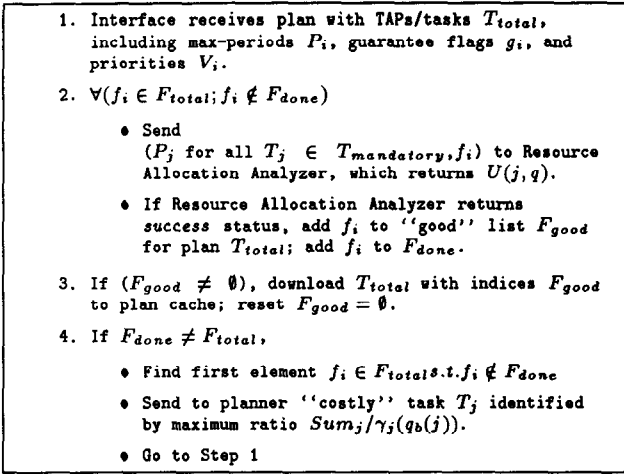 1. Interface receives plan with TAPs/tasks T_total,
including max-periods P_i, guarantee flags g_i, and
priorities V_i.
2. ∀(f_i ∈ F_total; f_i ∉ F_done)
• Send
(P_j for all T_j ∈ T_mandatory, f_i) to Resource
Allocation Analyzer, which returns U(j,q).
• If Resource Allocation Analyzer returns
success status, add f_i to ‘‘good’’ list F_good
for plan T_total; add f_i to F_done.
3. If (F_good ≠ ∅), download T_total with indices F_good
to plan cache; reset F_good = ∅.
4. If F_done ≠ F_total,
• Find first element f_i ∈ F_total s.t. f_i ∉ F_done
• Send to planner ‘‘costly’’ task T_j identified
by maximum ratio Sum_j/γ_j(q_b(j)).
• Go to Step 1